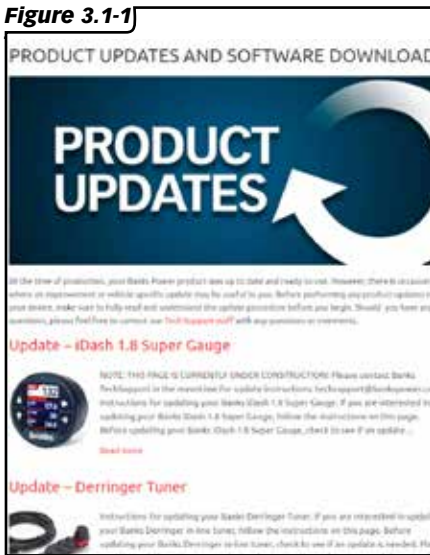 Figure 3.1-1
PRODUCT UPDATES AND SOFTWARE DOWNLOAD
PRODUCT
UPDATES
At the time of production, your Banks Power product was up to date and ready to use. However, there is occasion
where an improvement or vehicle specific update may be useful to you. Before performing any product updates
your device, make sure to fully read and understand the update procedure before you begin. Should you have any
questions, please feel free to contact our Tech Support staff with any questions or comments.
Update – iDash 1.8 Super Gauge
NOTE: THIS PAGE IS CURRENTLY UNDER CONSTRUCTION! Please contact Banks
TechSupport in the meantime for update instructions: techsupport@bankspower.co
Instructions for updating your Banks iDash 1.8 Super Gauge. If you are interested in
updating your Banks iDash 1.8 Super Gauge, follow the instructions on this page.
Before updating your Banks iDash 1.8 Super Gauge, check to see if an update ...
Read more
Update – Derringer Tuner
Instructions for updating your Banks Derringer Tuner. If you are interested in updati
your Banks Derringer in-line tuner, follow the instructions on this page. Before
updating your Banks Derringer in-line tuner, check to see if an update is needed.